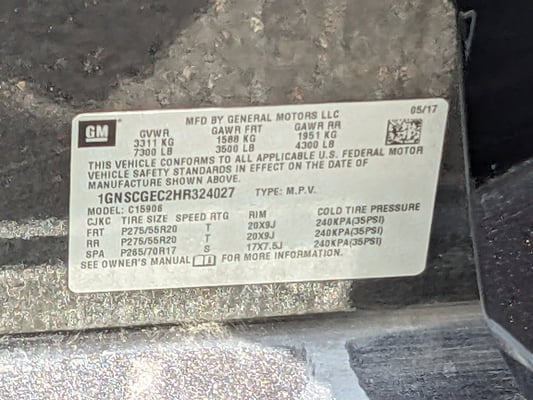 MFD BY GENERAL MOTORS LLC 05/17
GM GVWR GAWR FRT GAWR RR
3311 KG 1588 KG 1951 KG
7300 LB 3500 LB 4300 LB
THIS VEHICLE CONFORMS TO ALL APPLICABLE U.S. FEDERAL MOTOR
VEHICLE SAFETY STANDARDS IN EFFECT ON THE DATE OF
MANUFACTURE SHOWN ABOVE.
1GNSCGEC2HR324027 TYPE: M.P.V.
MODEL: C15906
CJKC TIRE SIZE SPEED RTG RIM COLD TIRE PRESSURE
FRT P275/55R20 T 20X9J 240KPA(35PSI)
RR P275/55R20 T 20X9J 240KPA(35PSI)
SPA P265/70R17 S 17X7.5J 240KPA(35PSI)
SEE OWNER'S MANUAL FOR MORE INFORMATION.